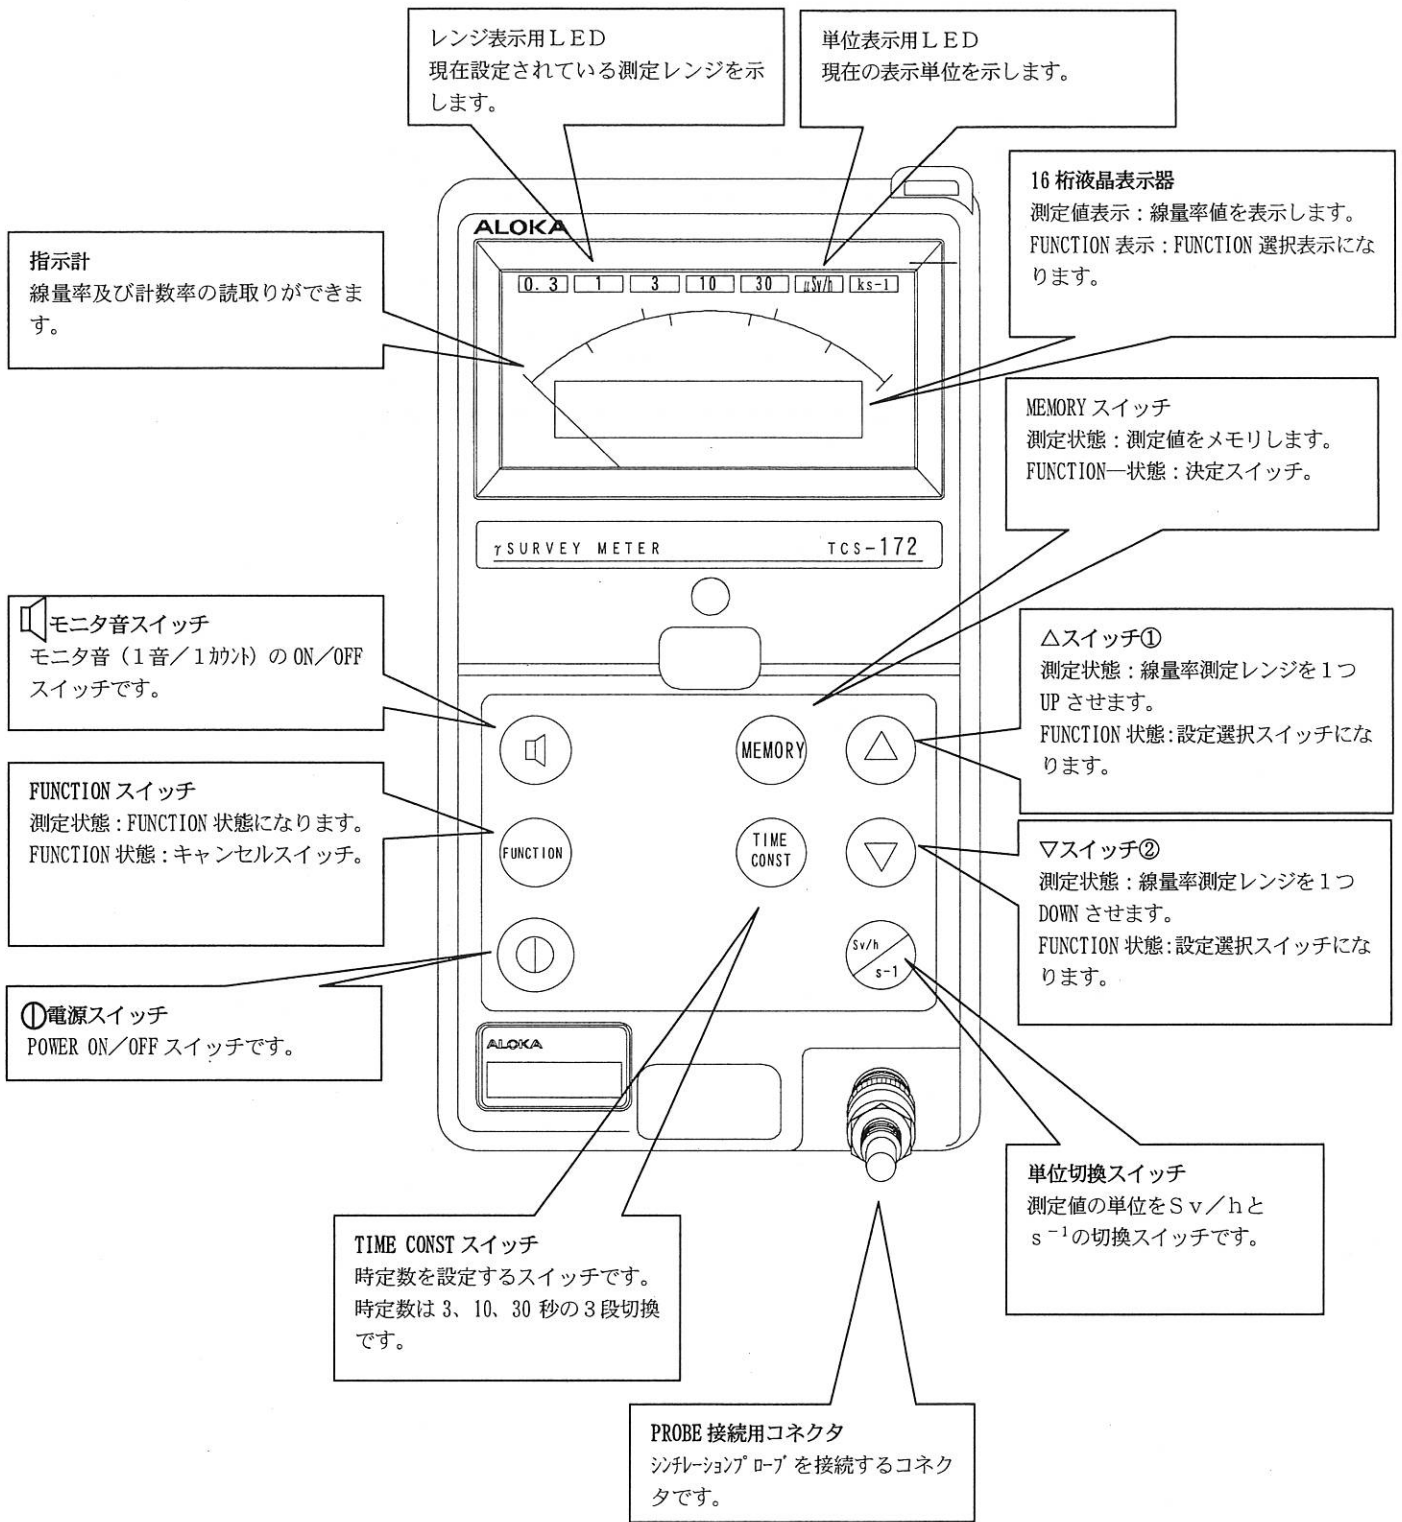 レンジ表示用ＬＥＤ
現在設定されている測定レンジを示
します。
単位表示用ＬＥＤ
現在の表示単位を示します。
16 桁液晶表示器
測定値表示：線量率値を表示します。
FUNCTION 表示：FUNCTION 選択表示にな
ります。
指示計
線量率及び計数率の読取りができま
す。
ALOKA
0.3 1 3 10 30 μSv/h ks-1
MEMORY スイッチ
測定状態：測定値をメモリします。
FUNCTION―状態：決定スイッチ。
γSURVEY METER TCS-172
モニタ音スイッチ
モニタ音（１音／１ｶｳﾝﾄ）の ON／OFF
スイッチです。
△スイッチ①
測定状態：線量率測定レンジを１つ
UP させます。
FUNCTION 状態：設定選択スイッチにな
ります。
MEMORY
△
FUNCTION スイッチ
測定状態：FUNCTION 状態になります。
FUNCTION 状態：キャンセルスイッチ。
FUNCTION
TIME
CONST
▽
▽スイッチ②
測定状態：線量率測定レンジを１つ
DOWN させます。
FUNCTION 状態：設定選択スイッチにな
ります。
Sv/h
s-1
電源スイッチ
POWER ON／OFF スイッチです。
ALOKA
単位切換スイッチ
測定値の単位をＳｖ／ｈと
ｓ⁻¹の切換スイッチです。
TIME CONST スイッチ
時定数を設定するスイッチです。
時定数は 3、10、30 秒の３段切換
です。
PROBE 接続用コネクタ
ｼﾝﾁﾚｰｼｮﾝﾌﾟﾛｰﾌﾞを接続するコネク
タです。